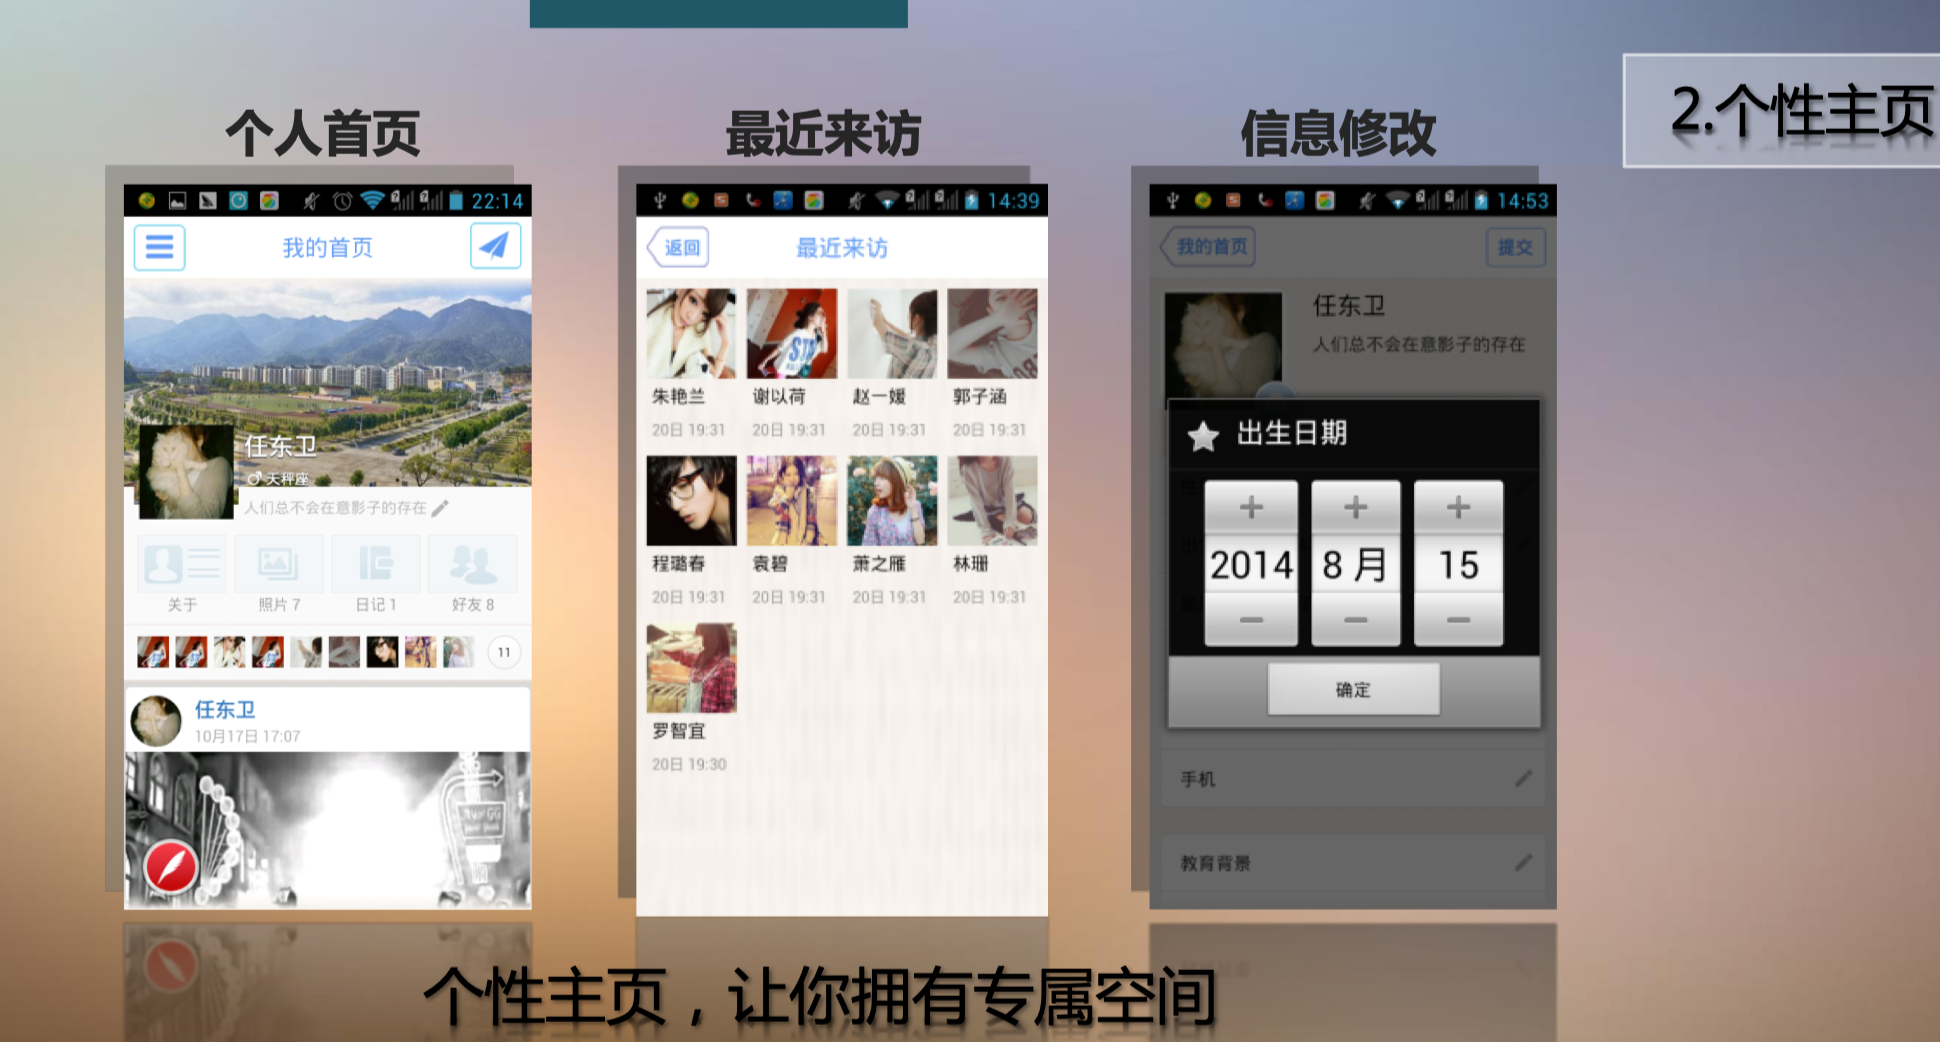 2.个性主页
个人首页
22:14
我的首页
任东卫
♂天秤座
人们总不会在意影子的存在
关于
照片 7
日记 1
好友 8
11
任东卫
10月17日 17:07
最近来访
14:39
返回
最近来访
朱艳兰
谢以荷
赵一媛
郭子涵
20日 19:31
20日 19:31
20日 19:31
20日 19:31
程璐春
袁碧
萧之雁
林珊
20日 19:31
20日 19:31
20日 19:31
20日 19:31
罗智宜
20日 19:30
信息修改
14:53
我的首页
提交
任东卫
人们总不会在意影子的存在
出生日期
2014
8 月
15
确定
手机
教育背景
个性主页，让你拥有专属空间